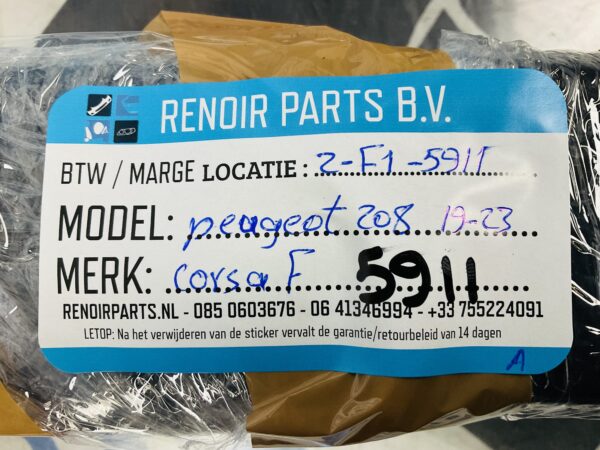 RENOIR PARTS B.V.
BTW / MARGE LOCATIE : 2-F1-5911
MODEL: peugeot 208 19-23
MERK: corsa F 5911
RENOIRPARTS.NL - 085 0603676 - 06 41346994 - +33 755224091
LETOP: Na het verwijderen van de sticker vervalt de garantie/retourbeleid van 14 dagen
A